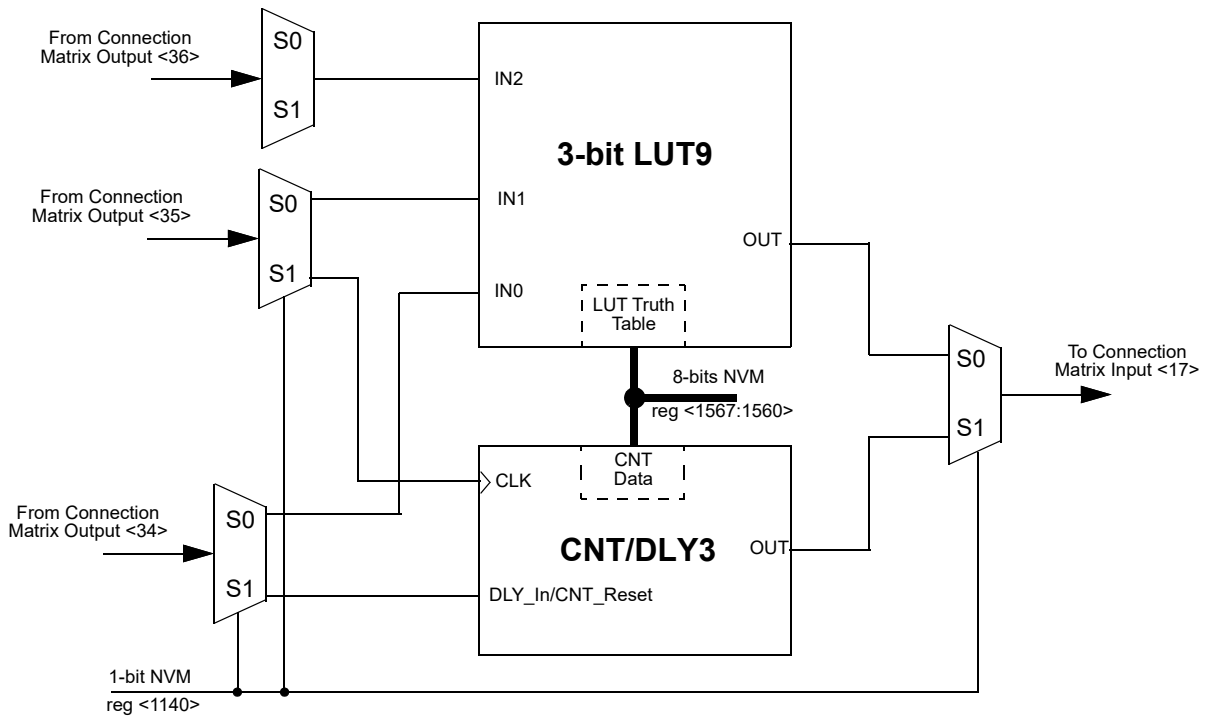 From Connection
Matrix Output <36>
S0
S1
IN2
3-bit LUT9
From Connection
Matrix Output <35>
S0
S1
IN1
OUT
IN0
LUT Truth
Table
8-bits NVM
reg <1567:1560>
S0
S1
To Connection
Matrix Input <17>
CNT
Data
CLK
From Connection
Matrix Output <34>
S0
S1
CNT/DLY3
OUT
DLY_In/CNT_Reset
1-bit NVM
reg <1140>